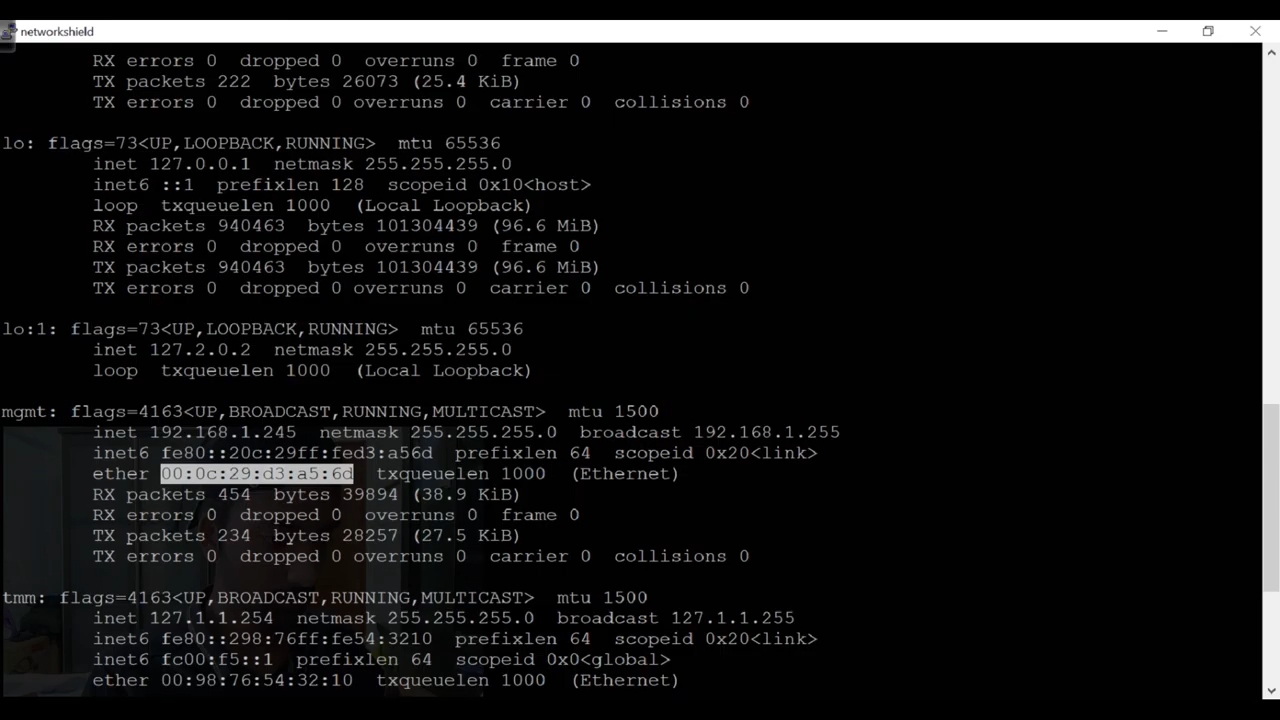 networkshield
RX errors 0 dropped 0 overruns 0 frame 0
TX packets 222 bytes 26073 (25.4 KiB)
TX errors 0 dropped 0 overruns 0 carrier 0 collisions 0
lo: flags=73<UP,LOOPBACK,RUNNING> mtu 65536
inet 127.0.0.1 netmask 255.255.255.0
inet6 ::1 prefixlen 128 scopeid 0x10<host>
loop txqueuelen 1000 (Local Loopback)
RX packets 940463 bytes 101304439 (96.6 MiB)
RX errors 0 dropped 0 overruns 0 frame 0
TX packets 940463 bytes 101304439 (96.6 MiB)
TX errors 0 dropped 0 overruns 0 carrier 0 collisions 0
lo:1: flags=73<UP,LOOPBACK,RUNNING> mtu 65536
inet 127.2.0.2 netmask 255.255.255.0
loop txqueuelen 1000 (Local Loopback)
mgmt: flags=4163<UP,BROADCAST,RUNNING,MULTICAST> mtu 1500
inet 192.168.1.245 netmask 255.255.255.0 broadcast 192.168.1.255
inet6 fe80::20c:29ff:fed3:a56d prefixlen 64 scopeid 0x20<link>
ether 00:0c:29:d3:a5:6d txqueuelen 1000 (Ethernet)
RX packets 454 bytes 39894 (38.9 KiB)
RX errors 0 dropped 0 overruns 0 frame 0
TX packets 234 bytes 28257 (27.5 KiB)
TX errors 0 dropped 0 overruns 0 carrier 0 collisions 0
tmm: flags=4163<UP,BROADCAST,RUNNING,MULTICAST> mtu 1500
inet 127.1.1.254 netmask 255.255.255.0 broadcast 127.1.1.255
inet6 fe80::298:76ff:fe54:3210 prefixlen 64 scopeid 0x20<link>
inet6 fc00:f5::1 prefixlen 64 scopeid 0x0<global>
ether 00:98:76:54:32:10 txqueuelen 1000 (Ethernet)